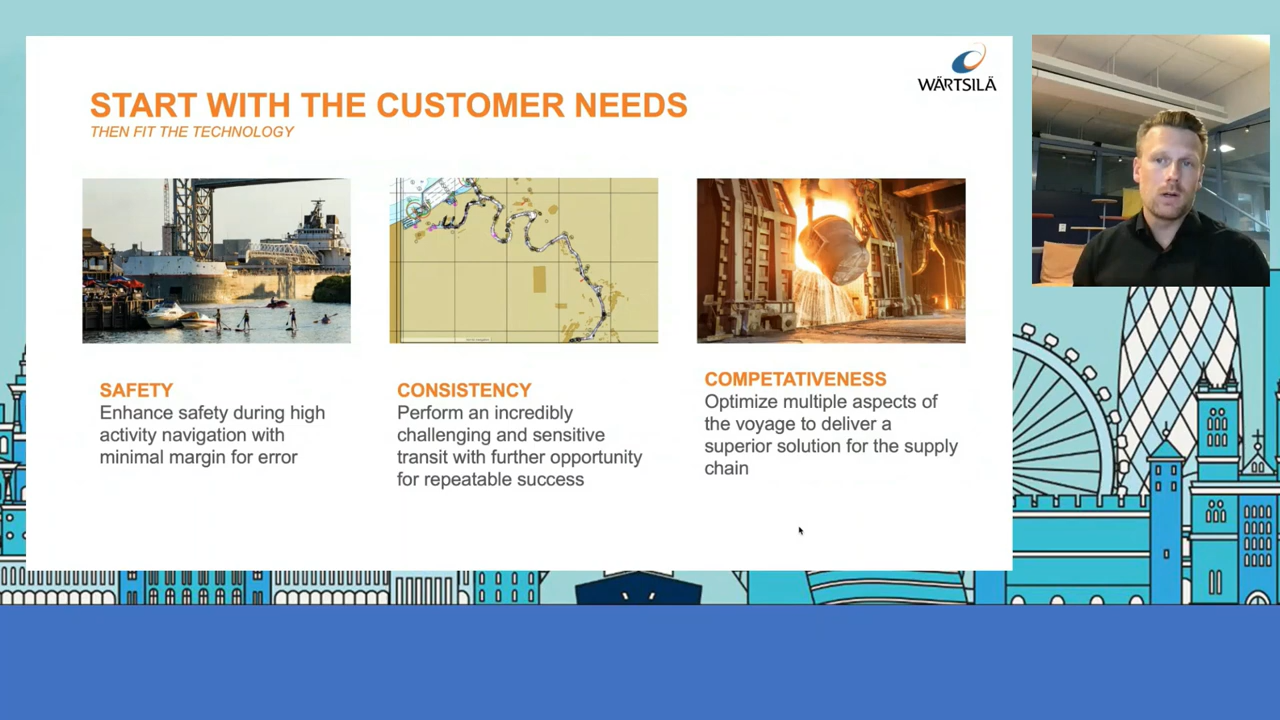 WÄRTSILÄ
START WITH THE CUSTOMER NEEDS
THEN FIT THE TECHNOLOGY
SAFETY
Enhance safety during high
activity navigation with
minimal margin for error
CONSISTENCY
Perform an incredibly
challenging and sensitive
transit with further opportunity
for repeatable success
COMPETATIVENESS
Optimize multiple aspects of
the voyage to deliver a
superior solution for the supply
chain